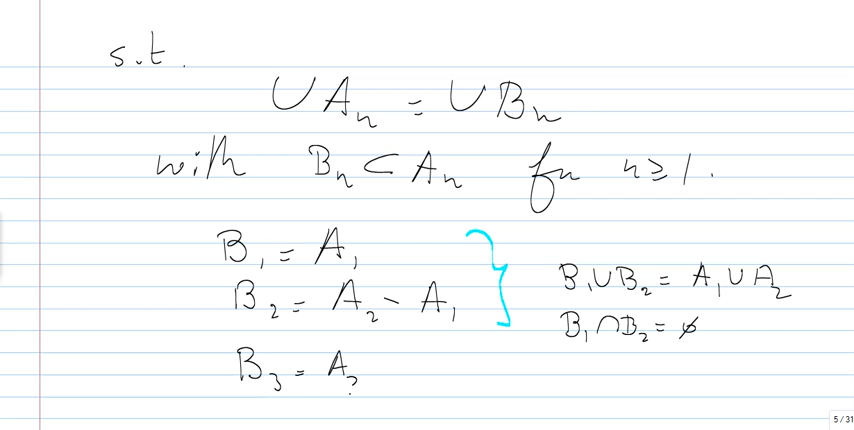 s.t.
∪ Aₙ = ∪ Bₙ
with Bₙ ⊂ Aₙ for n ≥ 1.
B₁ = A₁
B₂ = A₂ - A₁
B₁ ∪ B₂ = A₁ ∪ A₂
B₁ ∩ B₂ = ∅
B₃ = A₃
5 / 31